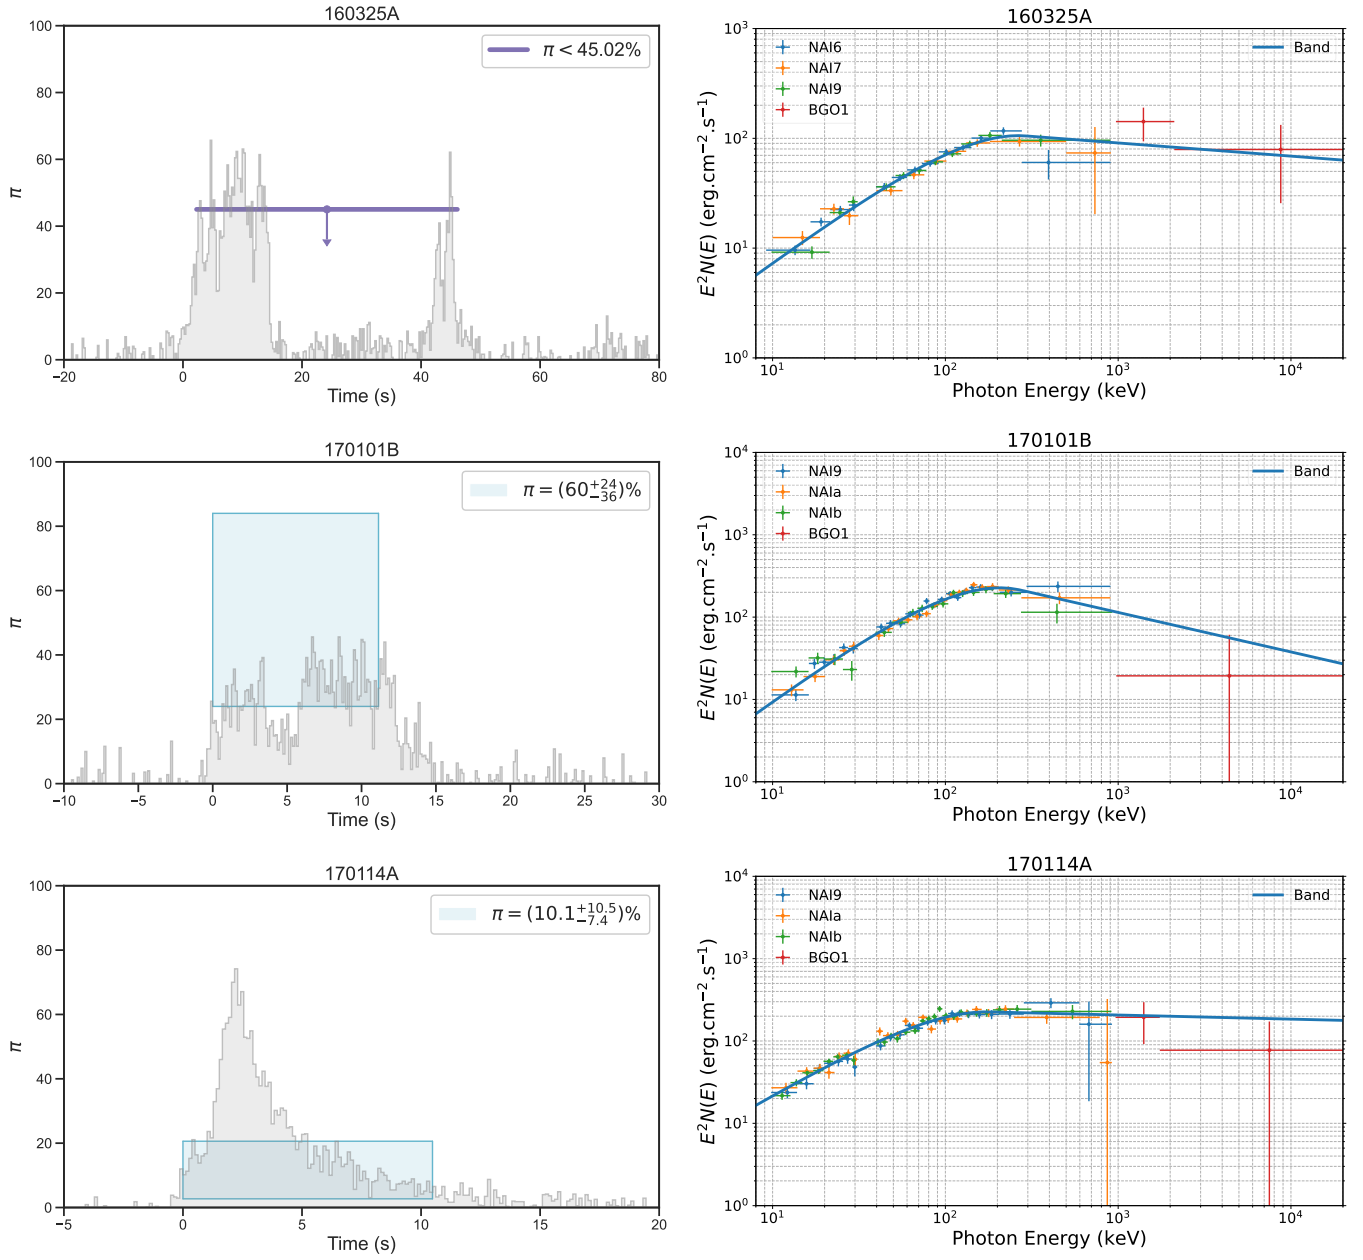 160325A
100
80
60
40
20
0
π
π < 45.02%
−20 0 20 40 60 80
Time (s)
160325A
10³
10²
10¹
10⁰
E²N(E) (erg.cm⁻².s⁻¹)
NAI6
NAI7
NAI9
BGO1
Band
10¹ 10² 10³ 10⁴
Photon Energy (keV)
170101B
100
80
60
40
20
0
π
π = (60⁺²⁴₋₃₆)%
−10 −5 0 5 10 15 20 25 30
Time (s)
170101B
10⁴
10³
10²
10¹
10⁰
E²N(E) (erg.cm⁻².s⁻¹)
NAI9
NAIa
NAIb
BGO1
Band
10¹ 10² 10³ 10⁴
Photon Energy (keV)
170114A
100
80
60
40
20
0
π
π = (10.1⁺¹⁰·⁵₋₇.₄)%
−5 0 5 10 15 20
Time (s)
170114A
10⁴
10³
10²
10¹
10⁰
E²N(E) (erg.cm⁻².s⁻¹)
NAI9
NAIa
NAIb
BGO1
Band
10¹ 10² 10³ 10⁴
Photon Energy (keV)